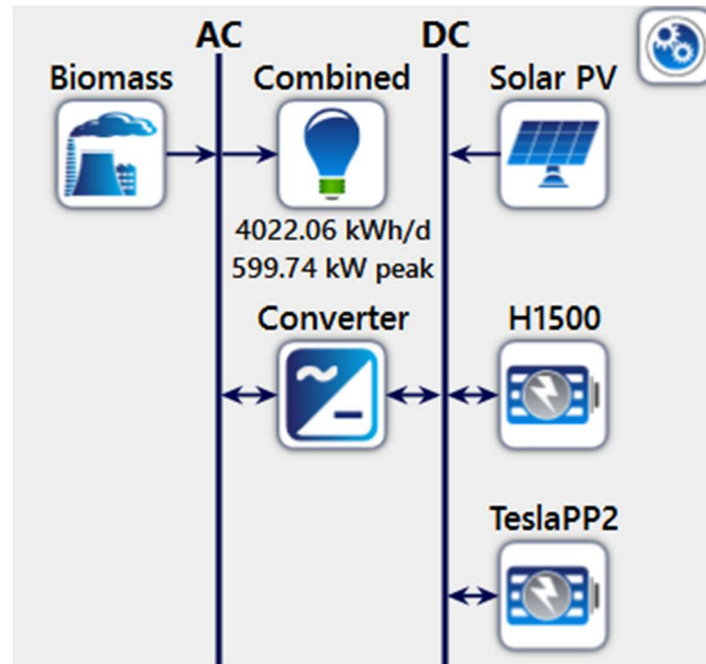 AC
DC
Biomass
Combined
Solar PV
4022.06 kWh/d
599.74 kW peak
Converter
H1500
TeslaPP2